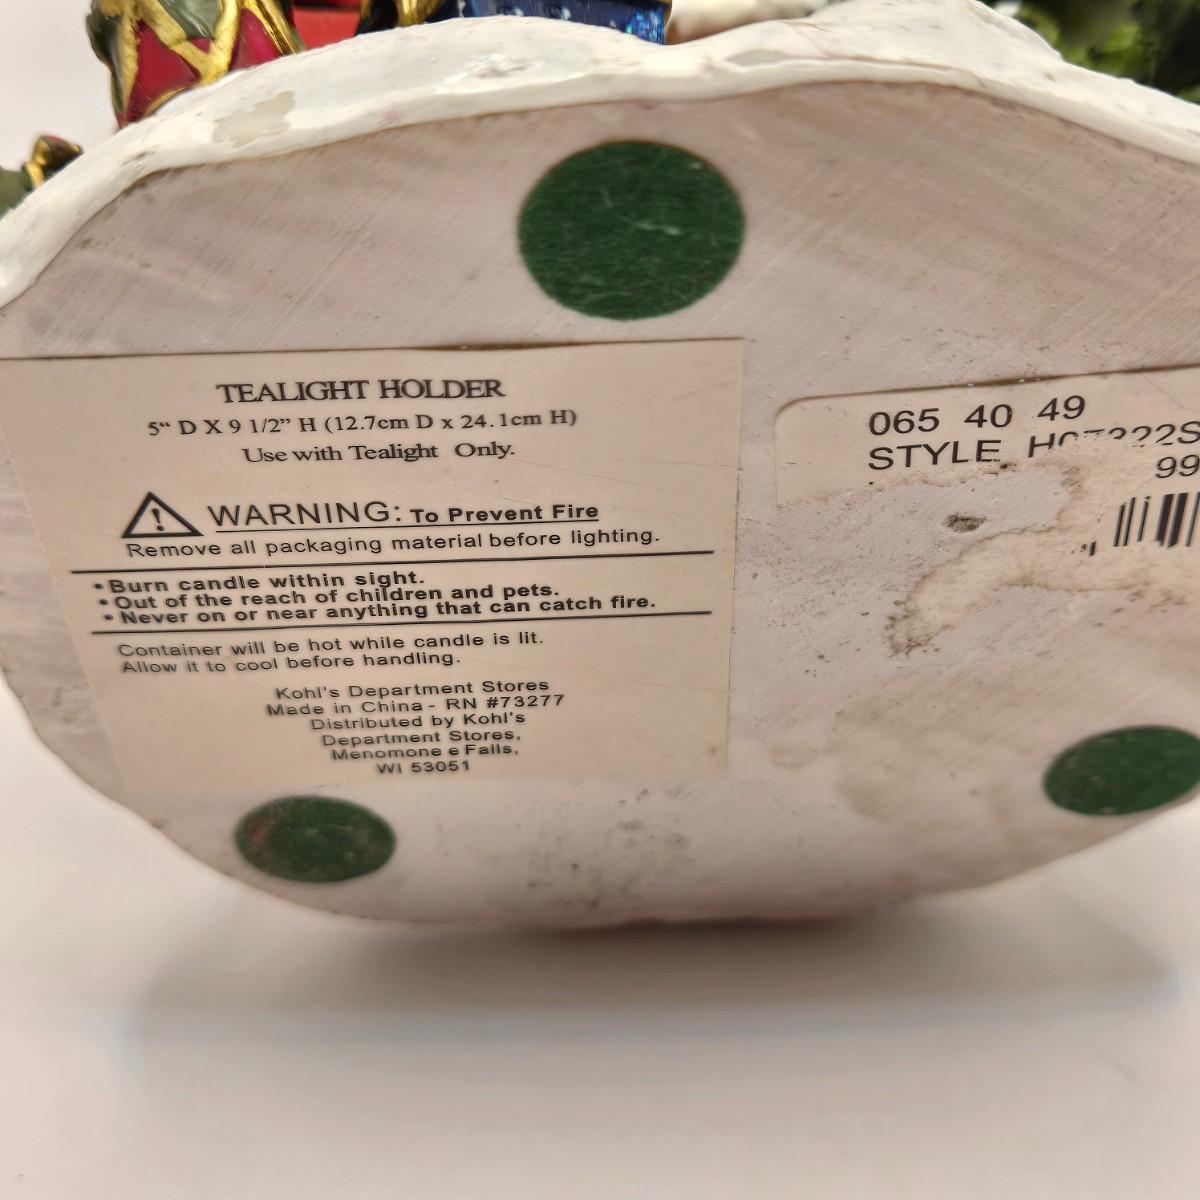 TEALIGHT HOLDER
5“ D X 9 1/2” H (12.7cm D x 24.1cm H)
Use with Tealight Only.
WARNING: To Prevent Fire
Remove all packaging material before lighting.
•Burn candle within sight.
•Out of the reach of children and pets.
•Never on or near anything that can catch fire.
Container will be hot while candle is lit.
Allow it to cool before handling.
Kohl's Department Stores
Made in China - RN #73277
Distributed by Kohl's
Department Stores,
Menomone e Falls,
WI 53051
065 40 49
STYLE
99